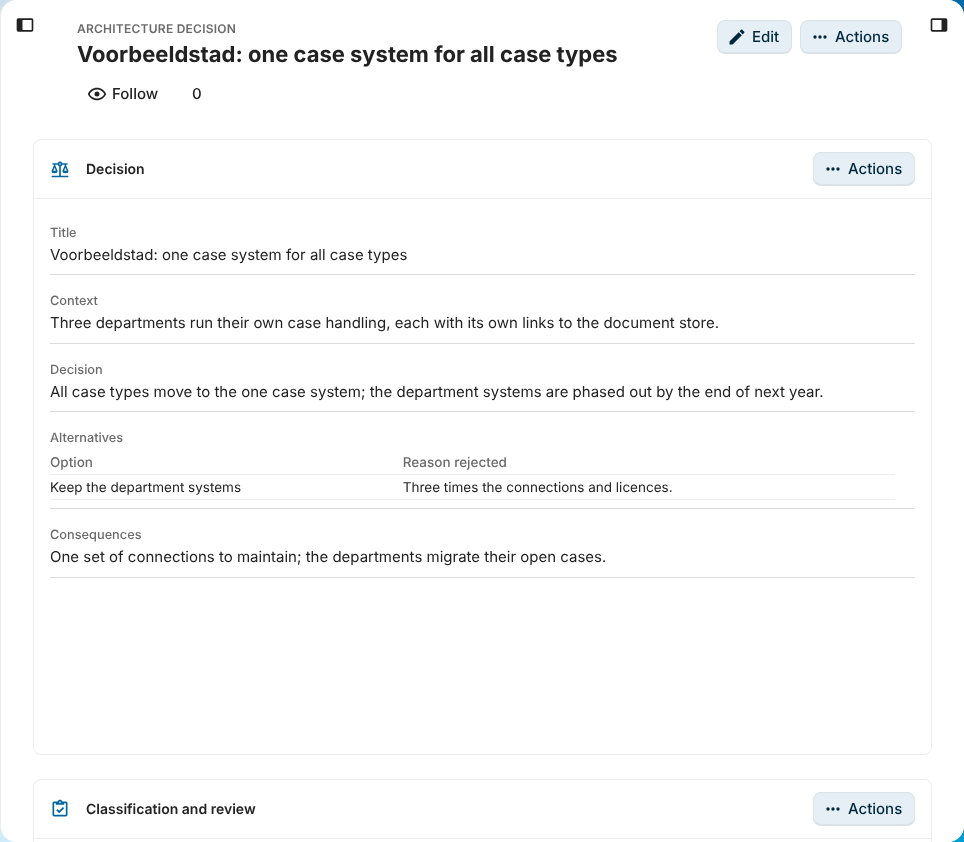 ARCHITECTURE DECISION
Voorbeeldstad: one case system for all case types
Edit
Actions
Follow 0
Decision
Actions
Title
Voorbeeldstad: one case system for all case types
Context
Three departments run their own case handling, each with its own links to the document store.
Decision
All case types move to the one case system; the department systems are phased out by the end of next year.
Alternatives
Option Reason rejected
Keep the department systems Three times the connections and licences.
Consequences
One set of connections to maintain; the departments migrate their open cases.
Classification and review
Actions